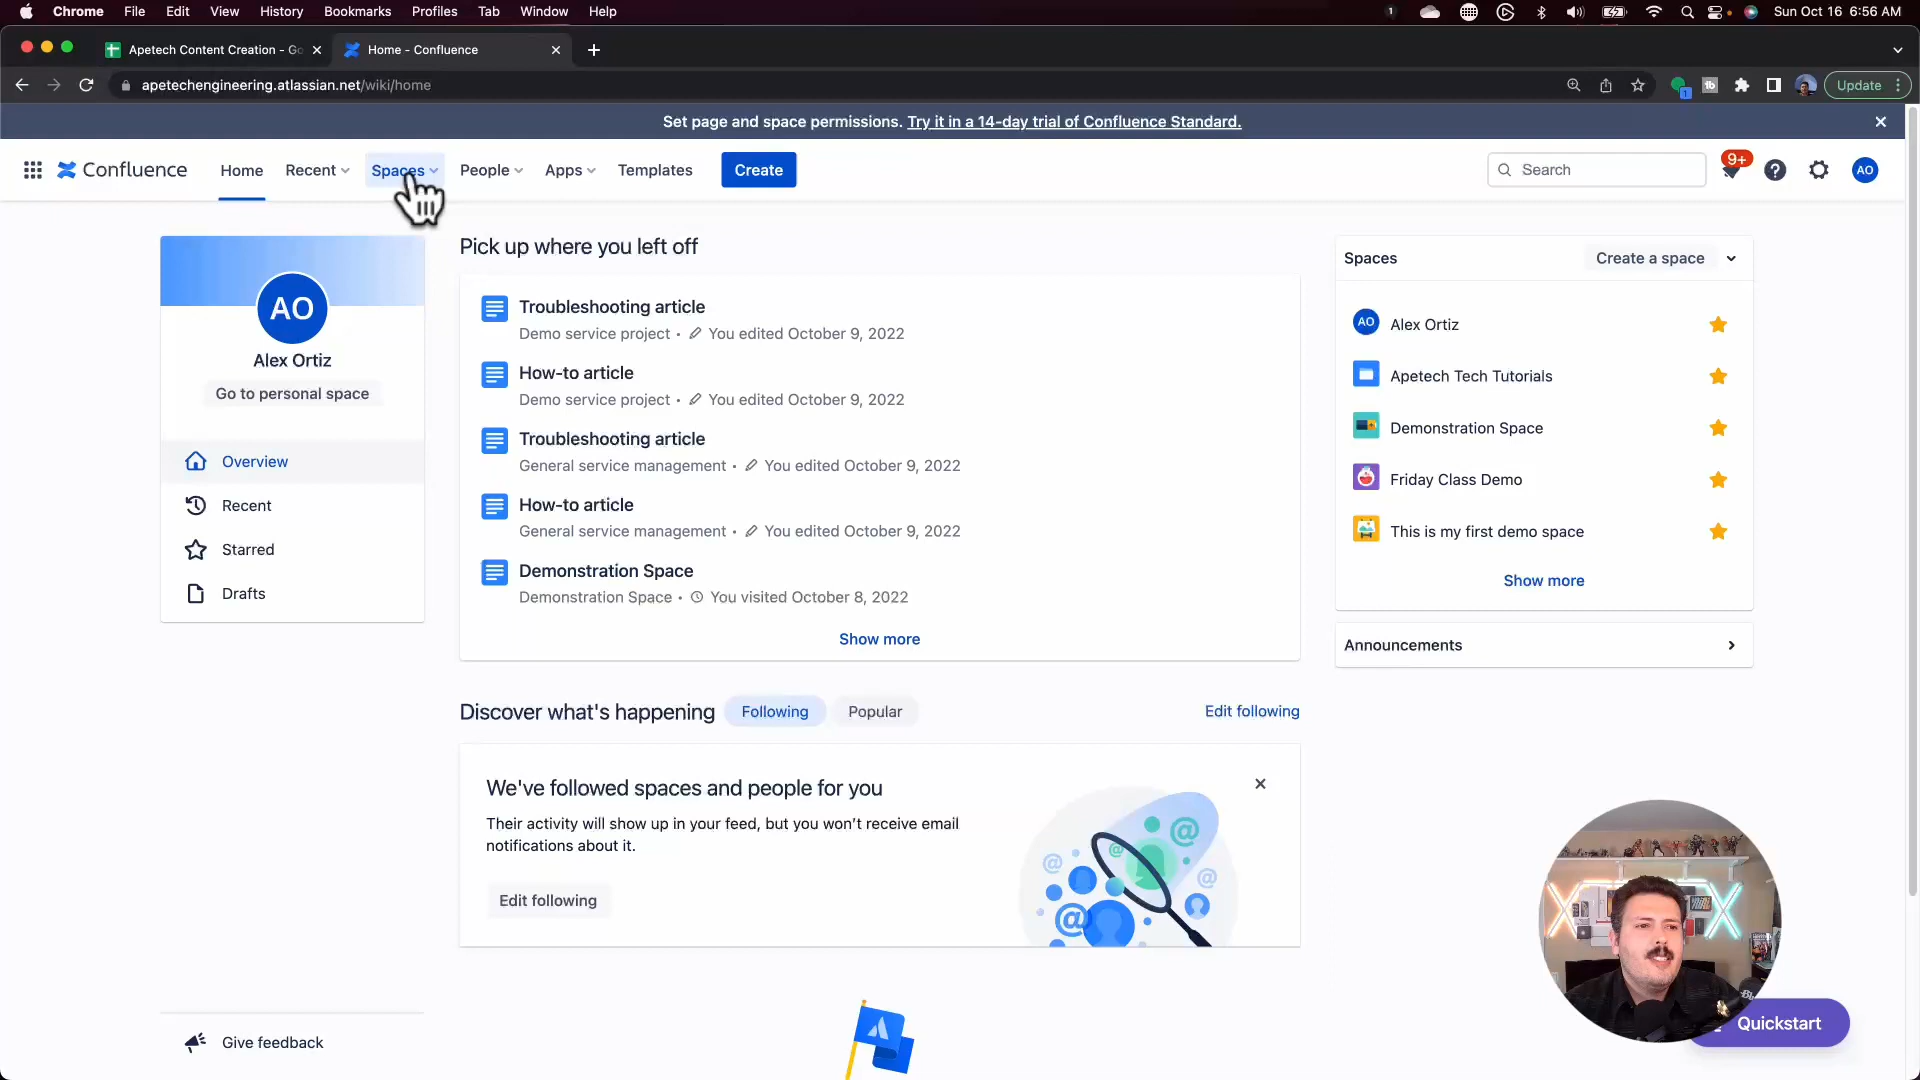 Chrome File Edit View History Bookmarks Profiles Tab Window Help
1
Sun Oct 16 6:56 AM
Apetech Content Creation - Go
Home - Confluence
apetechengineering.atlassian.net/wiki/home
1
tb
Update
Set page and space permissions. Try it in a 14-day trial of Confluence Standard.
Confluence
Home Recent Spaces People Apps Templates Create
Search
9+
AO
AO
Alex Ortiz
Go to personal space
Overview
Recent
Starred
Drafts
Give feedback
Pick up where you left off
Troubleshooting article
Demo service project • You edited October 9, 2022
How-to article
Demo service project • You edited October 9, 2022
Troubleshooting article
General service management • You edited October 9, 2022
How-to article
General service management • You edited October 9, 2022
Demonstration Space
Demonstration Space • You visited October 8, 2022
Show more
Discover what's happening Following Popular Edit following
We've followed spaces and people for you
Their activity will show up in your feed, but you won't receive email
notifications about it.
Edit following
Spaces Create a space
AO Alex Ortiz
Apetech Tech Tutorials
Demonstration Space
Friday Class Demo
This is my first demo space
Show more
Announcements
Quickstart